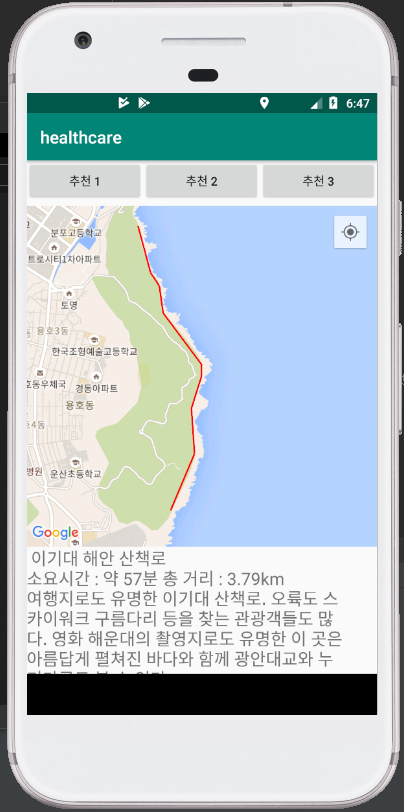 6:47
healthcare
추천 1 추천 2 추천 3
분포고등학교
트로시티1자아파트
토명
용호3동
한국조형예술고등학교
호동우체국
경동아파트
용호동
호4동
운산초등학교
병원
Google
이기대 해안 산책로
소요시간 : 약 57분 총 거리 : 3.79km
여행지로도 유명한 이기대 산책로. 오륙도 스
카이워크 구름다리 등을 찾는 관광객들도 많
다. 영화 해운대의 촬영지로도 유명한 이 곳은
아름답게 펼쳐진 바다와 함께 광안대교와 누